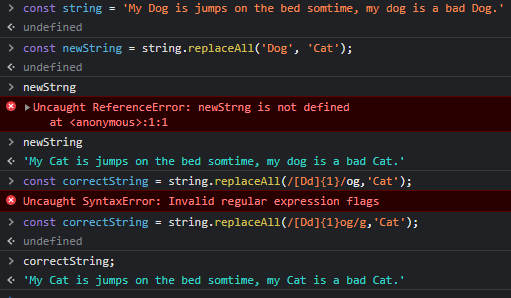 > const string = 'My Dog is jumps on the bed somtime, my dog is a bad Dog.'
undefined
> const newString = string.replaceAll('Dog', 'Cat');
undefined
> newStrng
Uncaught ReferenceError: newStrng is not defined
at <anonymous>:1:1
> newString
'My Cat is jumps on the bed somtime, my dog is a bad Cat.'
> const correctString = string.replaceAll(/[Dd]{1}/og,'Cat');
Uncaught SyntaxError: Invalid regular expression flags
> const correctString = string.replaceAll(/[Dd]{1}og/g,'Cat');
undefined
> correctString;
'My Cat is jumps on the bed somtime, my Cat is a bad Cat.'